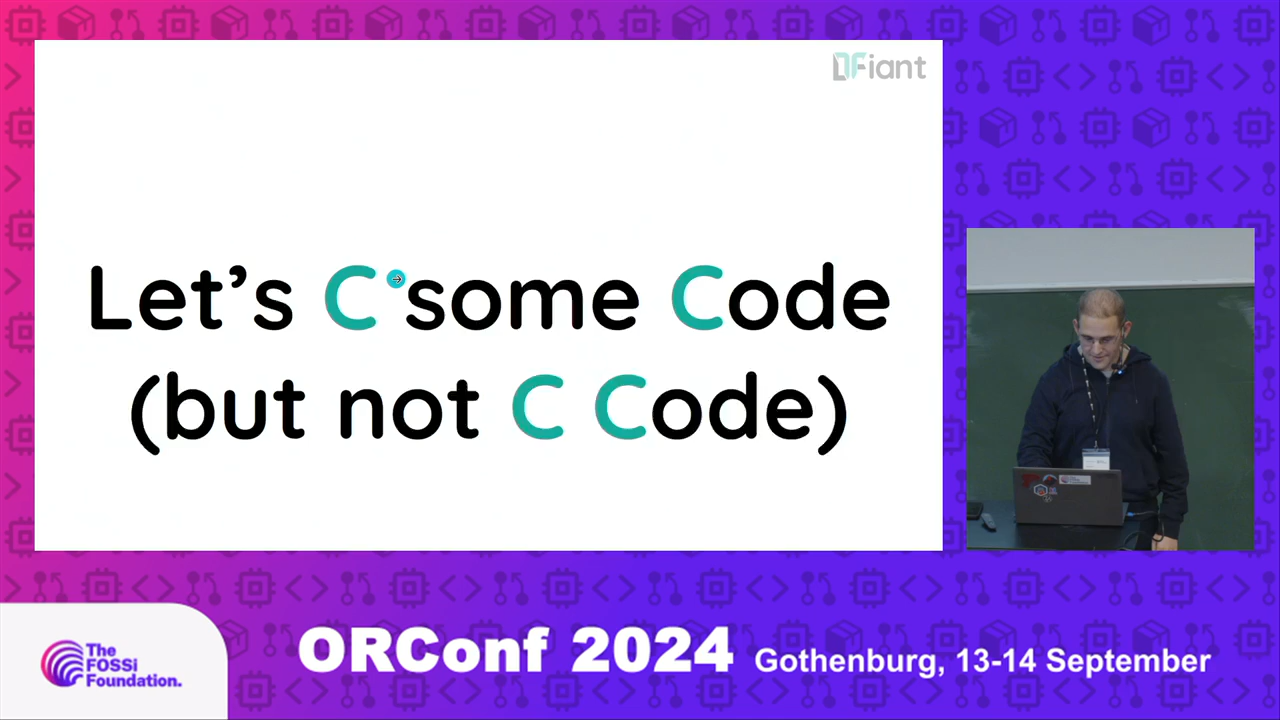 DFiant
Let's C some Code
(but not C Code)
The
FOSSi
Foundation.
ORConf 2024 Gothenburg, 13-14 September